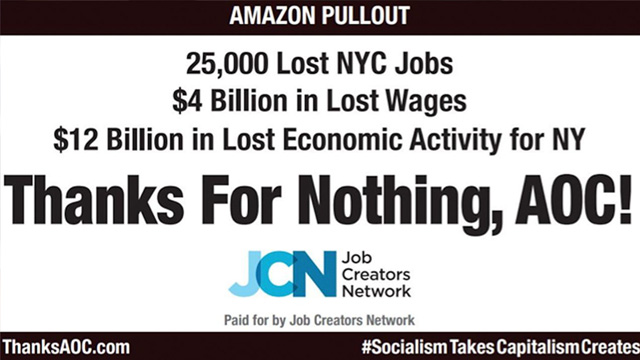 AMAZON PULLOUT
25,000 Lost NYC Jobs
$4 Billion in Lost Wages
$12 Billion in Lost Economic Activity for NY
Thanks For Nothing, AOC!
JCN Job
Creators
Network
Paid for by Job Creators Network
ThanksAOC.com #SocialismTakesCapitalismCreates